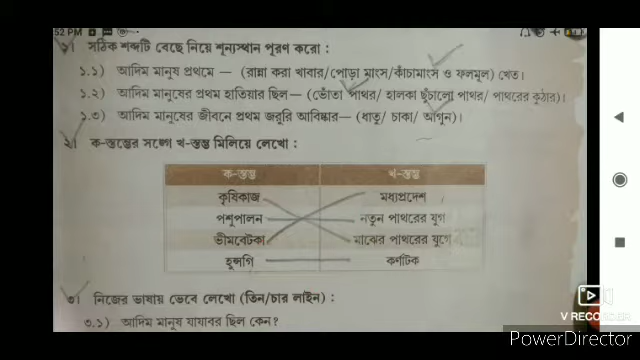 52 PM
১। সঠিক শব্দটি বেছে নিয়ে শূন্যস্থান পূরণ করো :
১.১) আদিম মানুষ প্রথমে — (রান্না করা খাবার/পোড়া মাংস/কাঁচামাংস ও ফলমূল) খেত।
১.২) আদিম মানুষের প্রথম হাতিয়ার ছিল— (ভোঁতা পাথর/ হালকা ছুঁচালো পাথর/ পাথরের কুঠার)।
১.৩) আদিম মানুষের জীবনে প্রথম জরুরি আবিষ্কার— (ধাতু/ চাকা/ আগুন)।
২। ক-স্তম্ভের সঙ্গে খ-স্তম্ভ মিলিয়ে লেখো :
ক-স্তম্ভ খ-স্তম্ভ
কৃষিকাজ মধ্যপ্রদেশ
পশুপালন নতুন পাথরের যুগ
ভীমবেটকা মাঝের পাথরের যুগে
হুন্সগি কর্ণাটক
৩। নিজের ভাষায় ভেবে লেখো (তিন/চার লাইন) :
৩.১) আদিম মানুষ যাযাবর ছিল কেন?
V RECORDER
PowerDirector